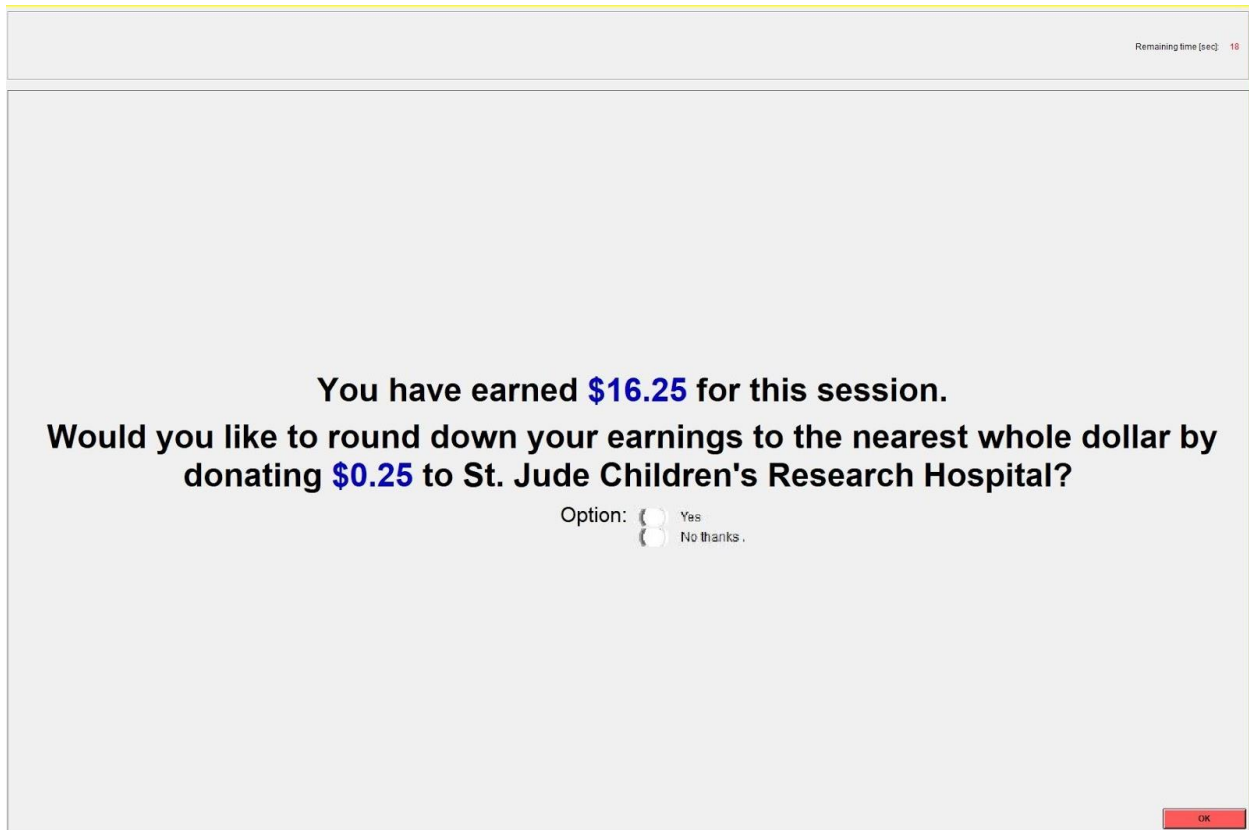 Remaining time [sec]: 18
You have earned $16.25 for this session.
Would you like to round down your earnings to the nearest whole dollar by
donating $0.25 to St. Jude Children's Research Hospital?
Option: Yes
No thanks .
OK